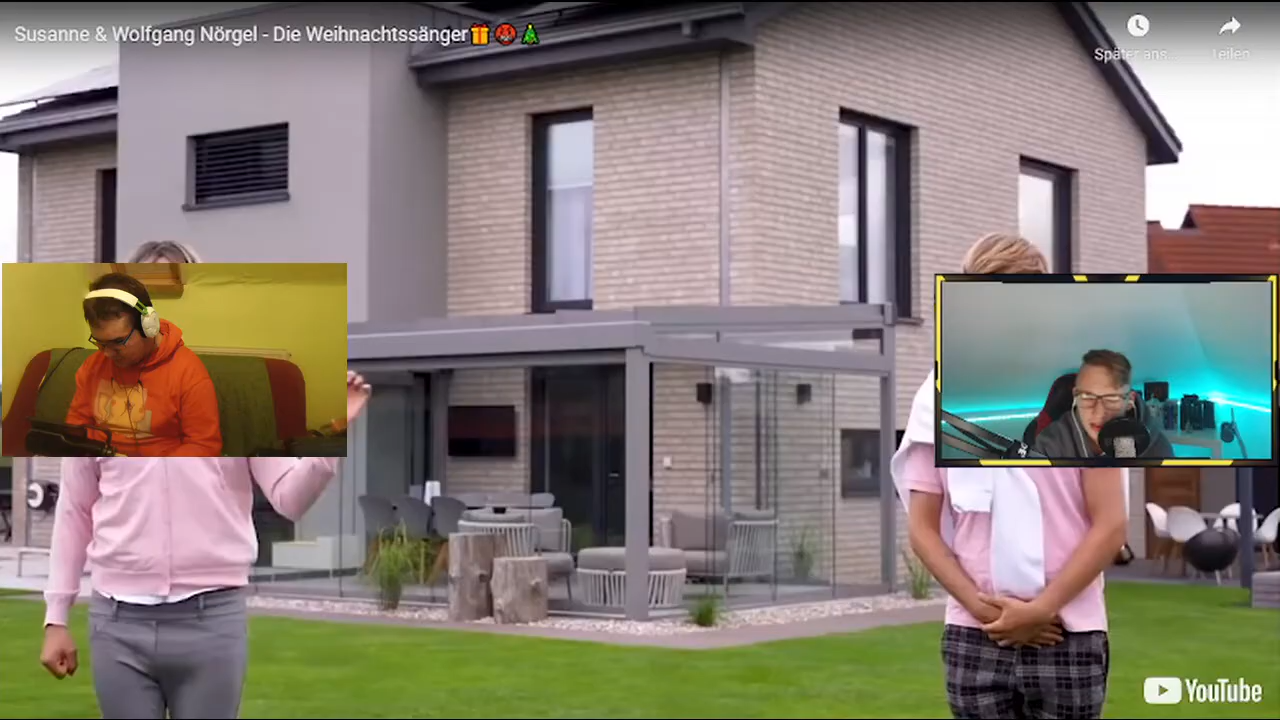 Susanne & Wolfgang Nörgel - Die Weihnachtssänger🎁😡🎄
Später ans...
Teilen
YouTube